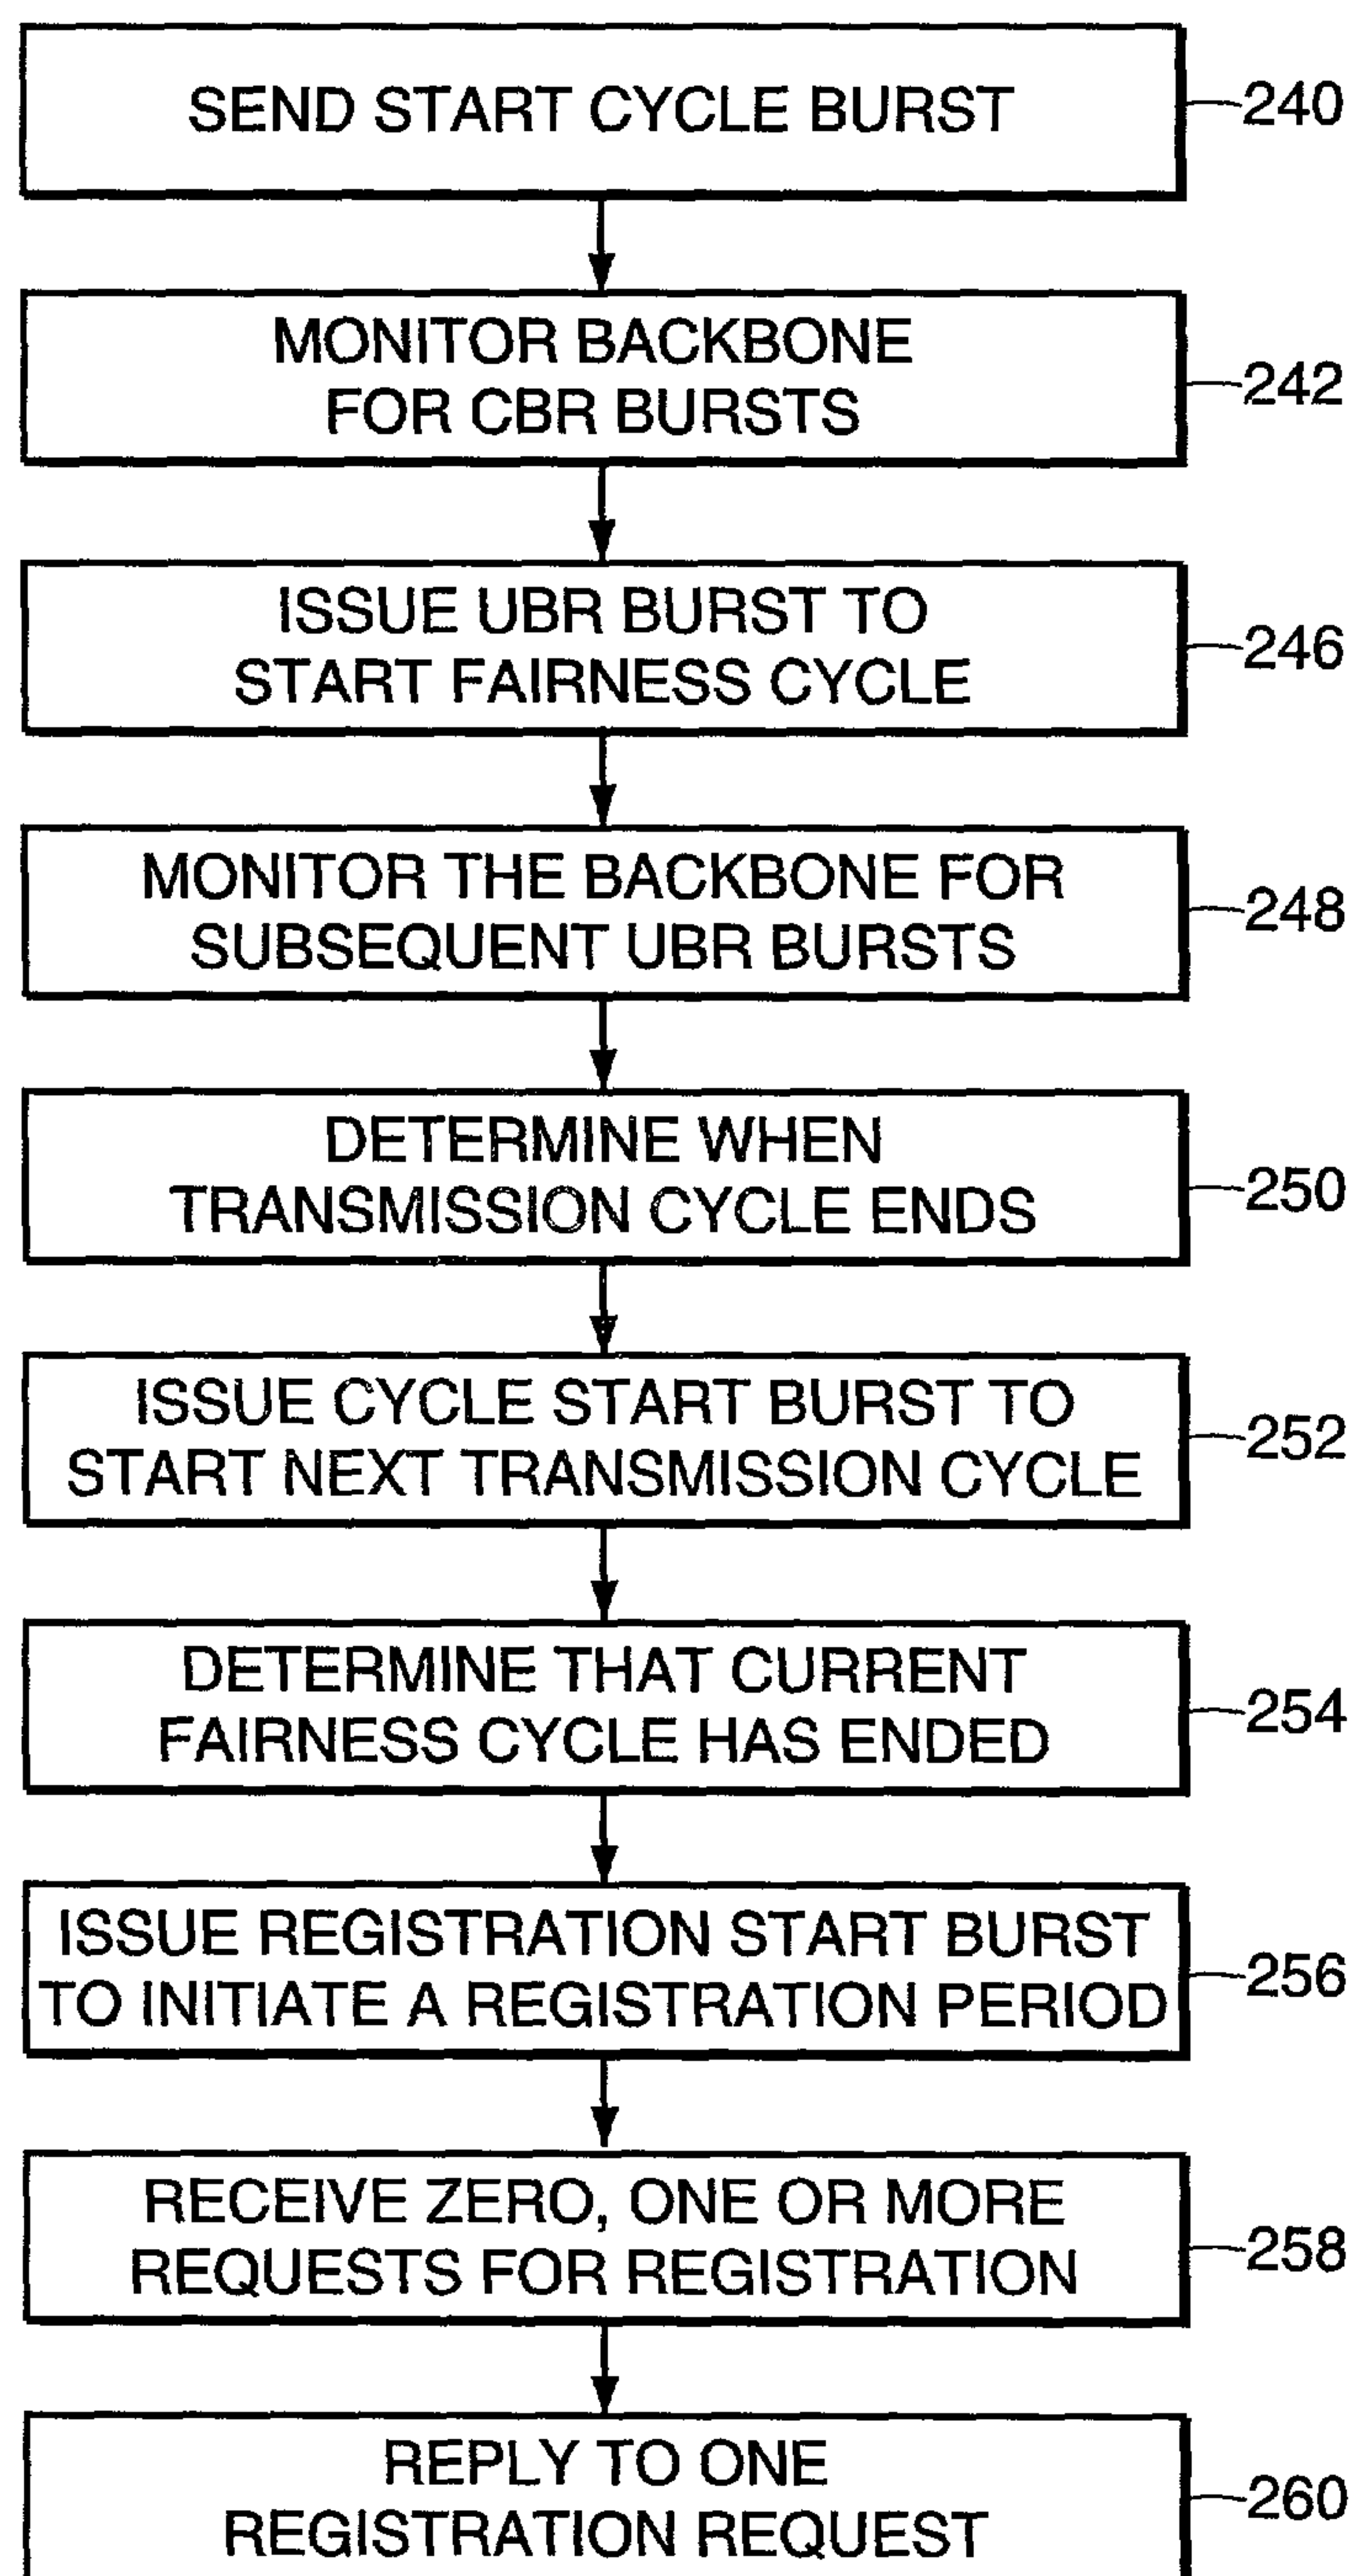 SEND START CYCLE BURST
240
MONITOR BACKBONE
FOR CBR BURSTS
242
ISSUE UBR BURST TO
START FAIRNESS CYCLE
246
MONITOR THE BACKBONE FOR
SUBSEQUENT UBR BURSTS
248
DETERMINE WHEN
TRANSMISSION CYCLE ENDS
250
ISSUE CYCLE START BURST TO
START NEXT TRANSMISSION CYCLE
252
DETERMINE THAT CURRENT
FAIRNESS CYCLE HAS ENDED
254
ISSUE REGISTRATION START BURST
TO INITIATE A REGISTRATION PERIOD
256
RECEIVE ZERO, ONE OR MORE
REQUESTS FOR REGISTRATION
258
REPLY TO ONE
REGISTRATION REQUEST
260